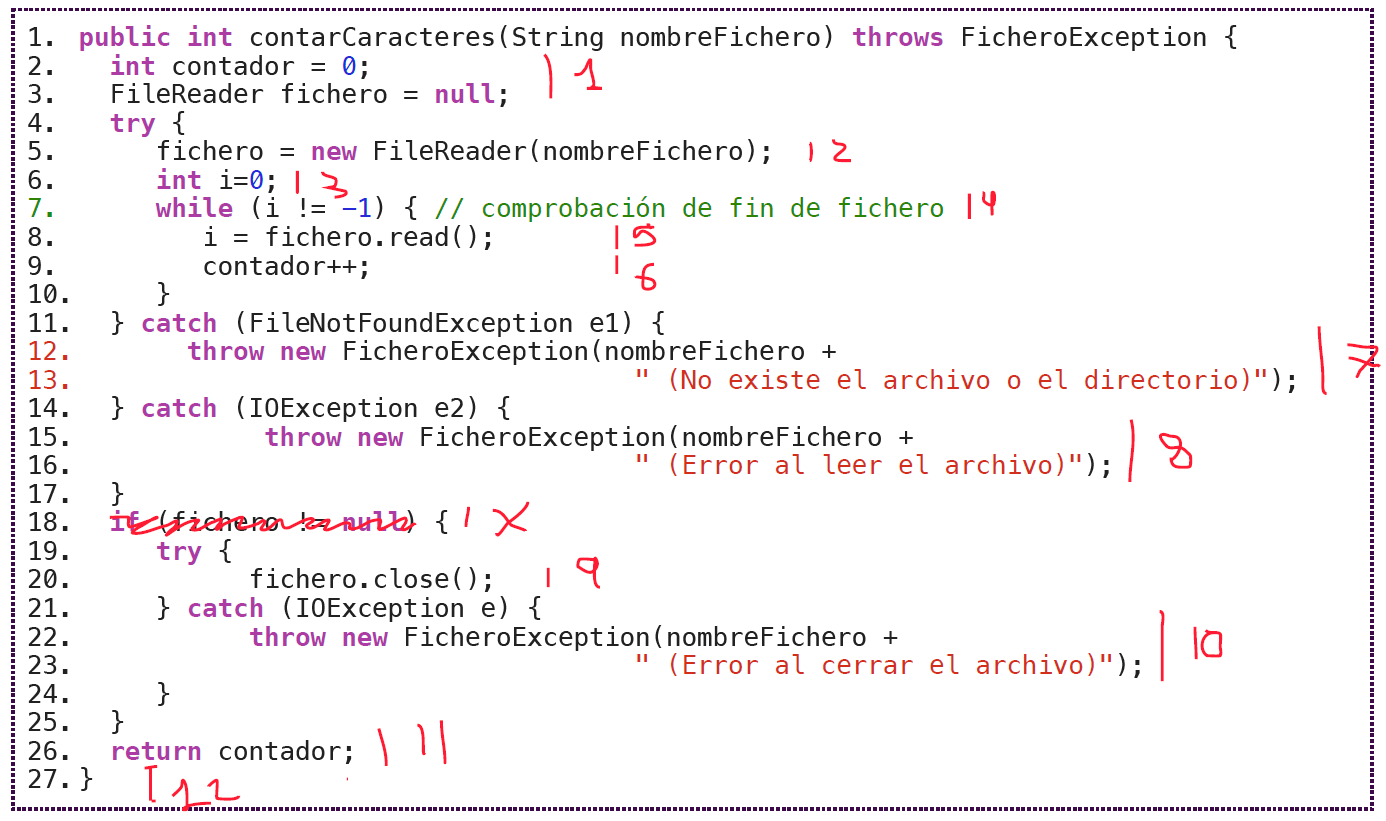 1. public int contarCaracteres(String nombreFichero) throws FicheroException {
2. int contador = 0;
3. FileReader fichero = null; | 1
4. try {
5. fichero = new FileReader(nombreFichero); | 2
6. int i=0; | 3
7. while (i != -1) { // comprobación de fin de fichero | 4
8. i = fichero.read(); | 5
9. contador++; | 6
10. }
11. } catch (FileNotFoundException e1) {
12. throw new FicheroException(nombreFichero +
13. " (No existe el archivo o el directorio)"); | 7
14. } catch (IOException e2) {
15. throw new FicheroException(nombreFichero +
16. " (Error al leer el archivo)"); | 8
17. }
18. if (fichero != null) { | X
19. try {
20. fichero.close(); | 9
21. } catch (IOException e) {
22. throw new FicheroException(nombreFichero +
23. " (Error al cerrar el archivo)"); | 10
24. }
25. }
26. return contador; | 11
27. }
| 12